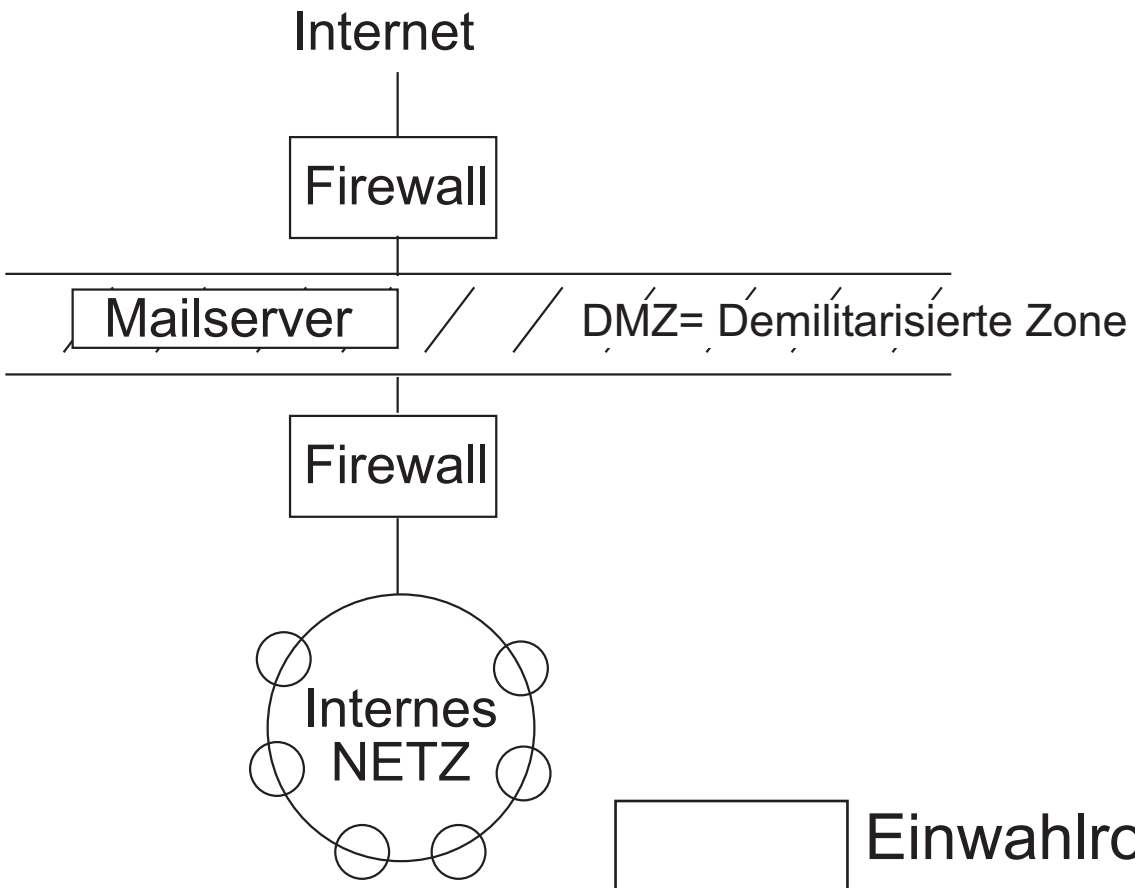 Internet
Firewall
Mailserver
DMZ= Demilitarisierte Zone
Firewall
Internes
NETZ